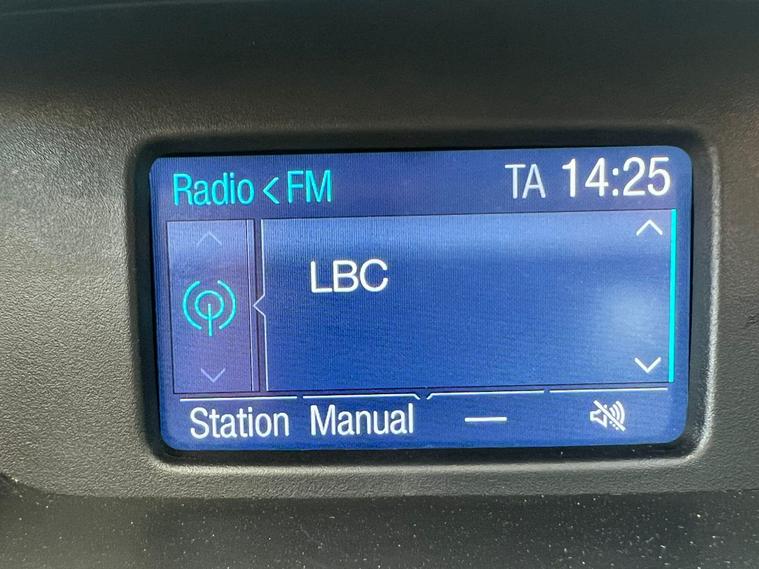 Radio < FM TA 14:25
LBC
Station Manual —